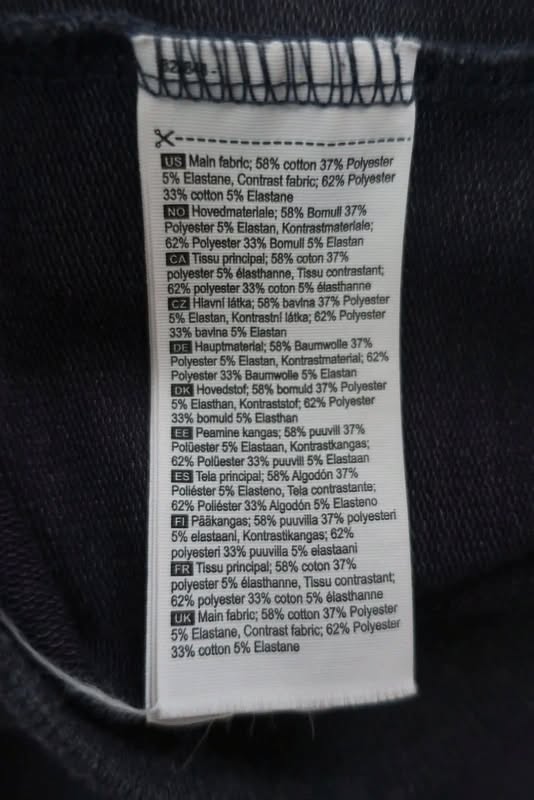 US Main fabric; 58% cotton 37% Polyester
5% Elastane, Contrast fabric; 62% Polyester
33% cotton 5% Elastane
NO Hovedmateriale; 58% Bomull 37%
Polyester 5% Elastan, Kontrastmateriale;
62% Polyester 33% Bomull 5% Elastan
CA Tissu principal; 58% coton 37%
polyester 5% élasthanne, Tissu contrastant;
62% polyester 33% coton 5% élasthanne
CZ Hlavní látka; 58% bavlna 37% Polyester
5% Elastan, Kontrastní látka; 62% Polyester
33% bavlna 5% Elastan
DE Hauptmaterial; 58% Baumwolle 37%
Polyester 5% Elastan, Kontrastmaterial; 62%
Polyester 33% Baumwolle 5% Elastan
DK Hovedstof; 58% bomuld 37% Polyester
5% Elasthan, Kontraststof; 62% Polyester
33% bomuld 5% Elasthan
EE Peamine kangas; 58% puuvill 37%
Polüester 5% Elastaan, Kontrastkangas;
62% Polüester 33% puuvill 5% Elastaan
ES Tela principal; 58% Algodón 37%
Poliéster 5% Elasteno, Tela contrastante;
62% Poliéster 33% Algodón 5% Elasteno
FI Pääkangas; 58% puuvilla 37% polyesteri
5% elastaani, Kontrastikangas; 62%
polyesteri 33% puuvilla 5% elastaani
FR Tissu principal; 58% coton 37%
polyester 5% élasthanne, Tissu contrastant;
62% polyester 33% coton 5% élasthanne
UK Main fabric; 58% cotton 37% Polyester
5% Elastane, Contrast fabric; 62% Polyester
33% cotton 5% Elastane